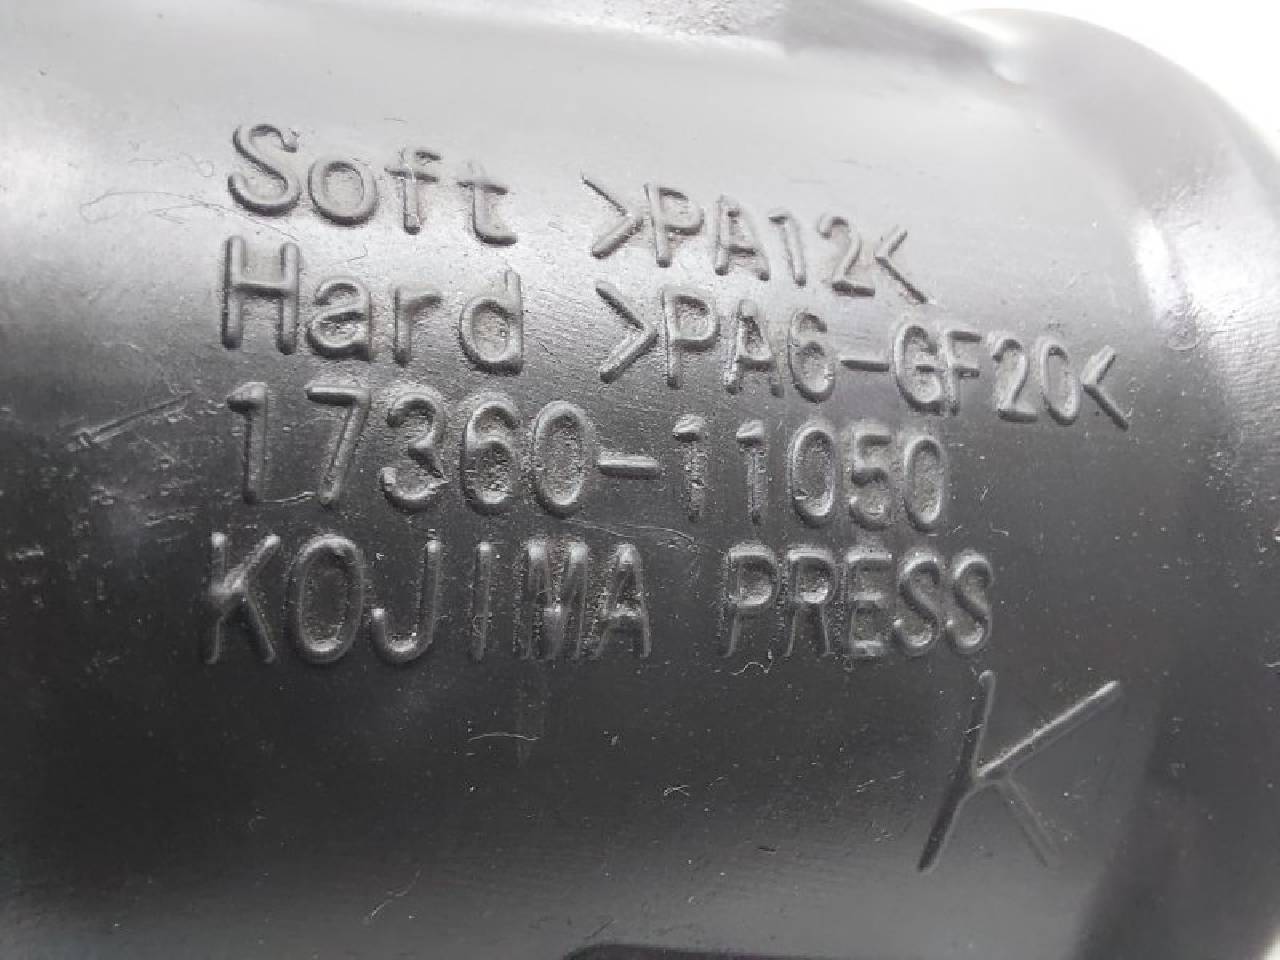 Soft >PA12<
Hard >PA6-GF20<
17360-11050
KOJIMA PRESS
K